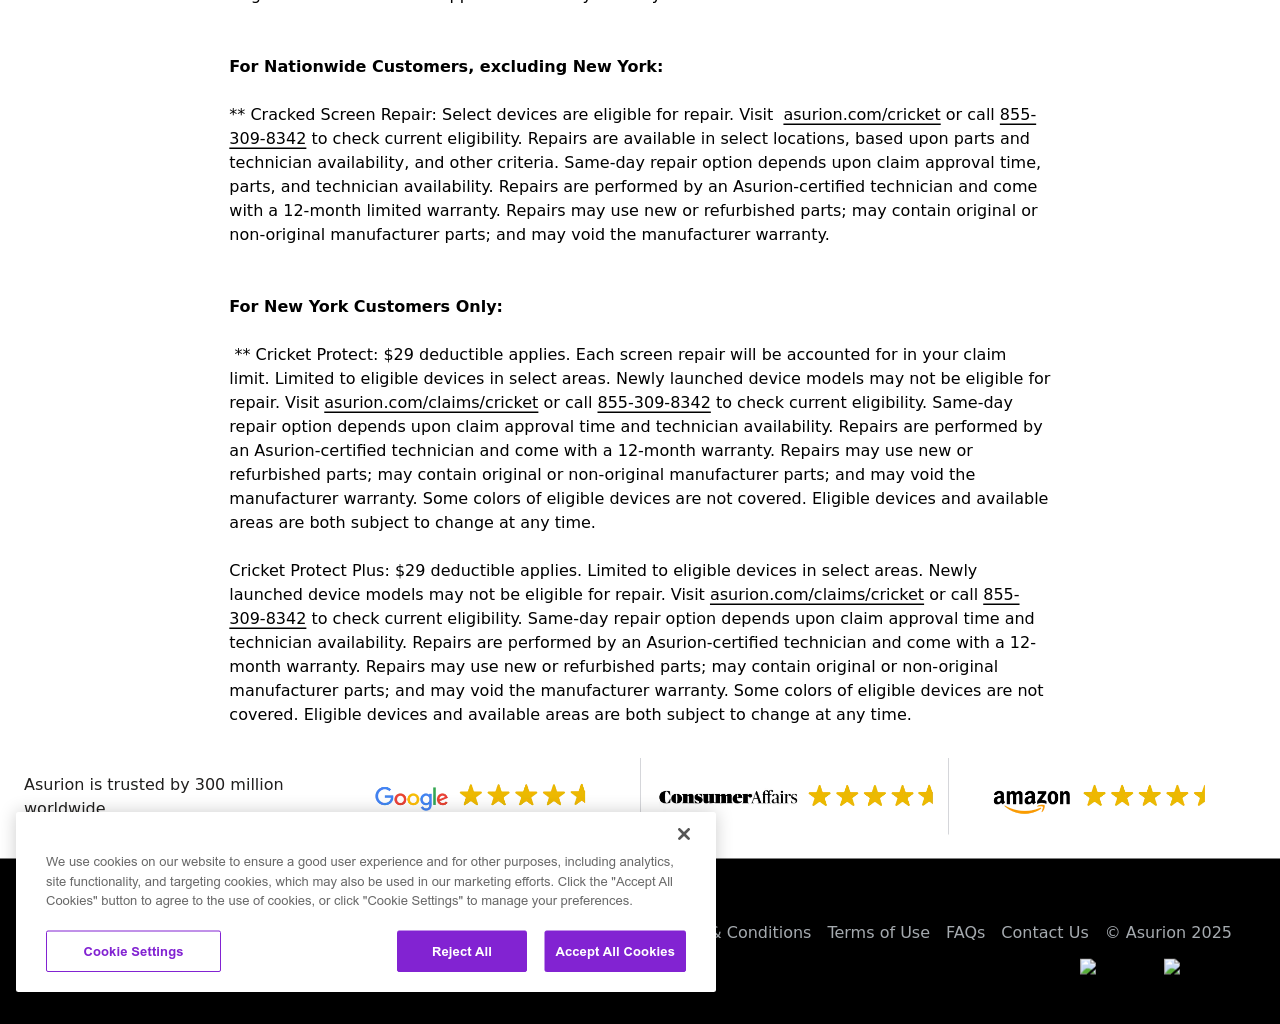 For Nationwide Customers, excluding New York:
** Cracked Screen Repair: Select devices are eligible for repair. Visit  asurion.com/cricket or call 855-
309-8342 to check current eligibility. Repairs are available in select locations, based upon parts and
technician availability, and other criteria. Same-day repair option depends upon claim approval time,
parts, and technician availability. Repairs are performed by an Asurion-certified technician and come
with a 12-month limited warranty. Repairs may use new or refurbished parts; may contain original or
non-original manufacturer parts; and may void the manufacturer warranty.
For New York Customers Only:
** Cricket Protect: $29 deductible applies. Each screen repair will be accounted for in your claim
limit. Limited to eligible devices in select areas. Newly launched device models may not be eligible for
repair. Visit asurion.com/claims/cricket or call 855-309-8342 to check current eligibility. Same-day
repair option depends upon claim approval time and technician availability. Repairs are performed by
an Asurion-certified technician and come with a 12-month warranty. Repairs may use new or
refurbished parts; may contain original or non-original manufacturer parts; and may void the
manufacturer warranty. Some colors of eligible devices are not covered. Eligible devices and available
areas are both subject to change at any time.
Cricket Protect Plus: $29 deductible applies. Limited to eligible devices in select areas. Newly
launched device models may not be eligible for repair. Visit asurion.com/claims/cricket or call 855-
309-8342 to check current eligibility. Same-day repair option depends upon claim approval time and
technician availability. Repairs are performed by an Asurion-certified technician and come with a 12-
month warranty. Repairs may use new or refurbished parts; may contain original or non-original
manufacturer parts; and may void the manufacturer warranty. Some colors of eligible devices are not
covered. Eligible devices and available areas are both subject to change at any time.
Asurion is trusted by 300 million
worldwide
Google
ConsumerAffairs
amazon
We use cookies on our website to ensure a good user experience and for other purposes, including analytics,
site functionality, and targeting cookies, which may also be used in our marketing efforts. Click the "Accept All
Cookies" button to agree to the use of cookies, or click "Cookie Settings" to manage your preferences.
Cookie Settings
Reject All
Accept All Cookies
& Conditions
Terms of Use
FAQs
Contact Us
© Asurion 2025